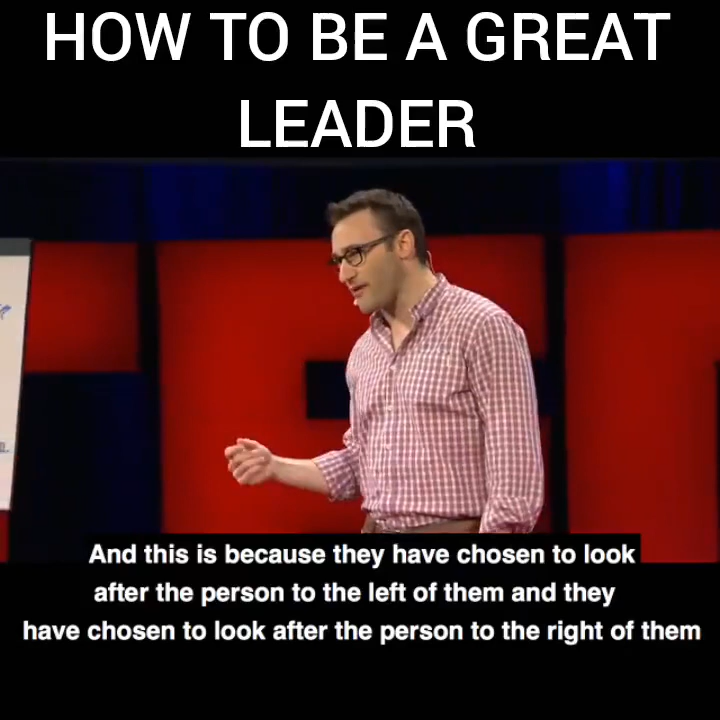 HOW TO BE A GREAT
LEADER
And this is because they have chosen to look
after the person to the left of them and they
have chosen to look after the person to the right of them